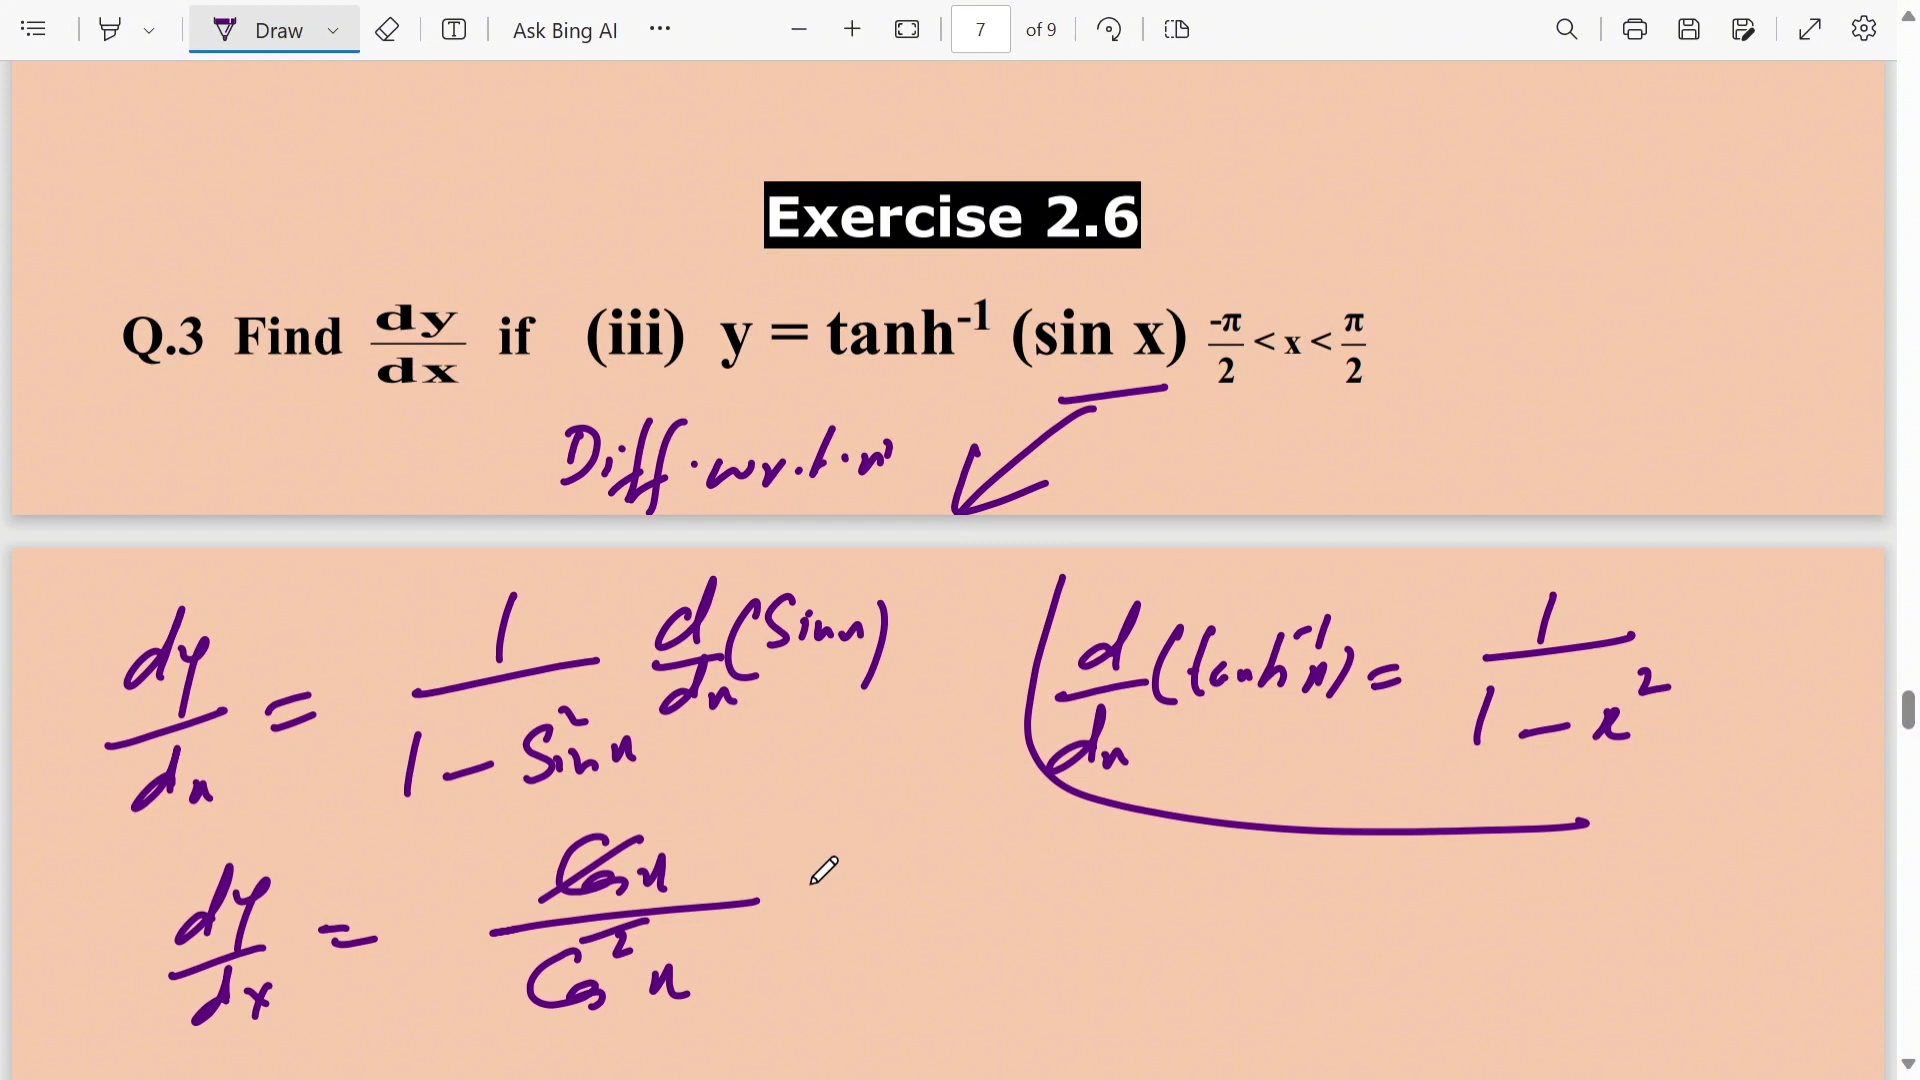 Draw Ask Bing AI 7 of 9
Exercise 2.6
Q.3 Find dy/dx if (iii) y = tanh⁻¹ (sin x) -π/2 < x < π/2
Diff. w.r.t. x
dy/dx = 1/(1 - Sin²x) d/dx (Sin x)
d/dx (tanh⁻¹x) = 1/(1 - x²)
dy/dx = Cos x / Cos² x